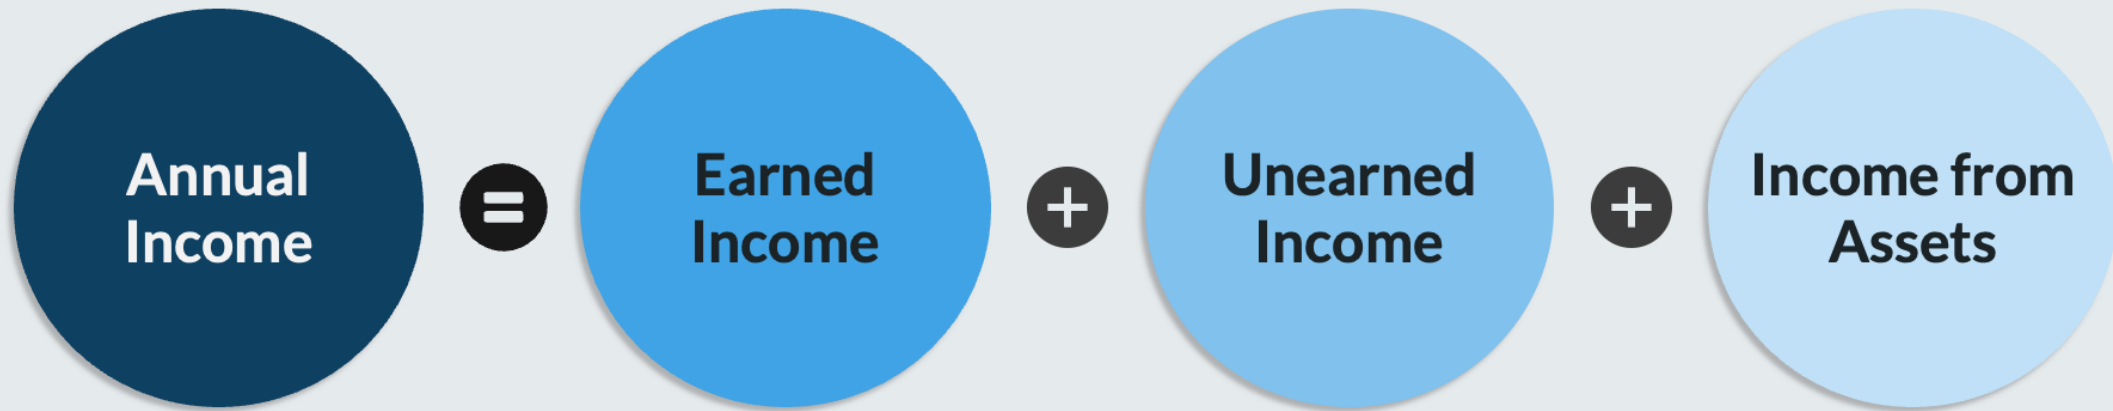 Annual
Income
=
Earned
Income
+
Unearned
Income
+
Income from
Assets